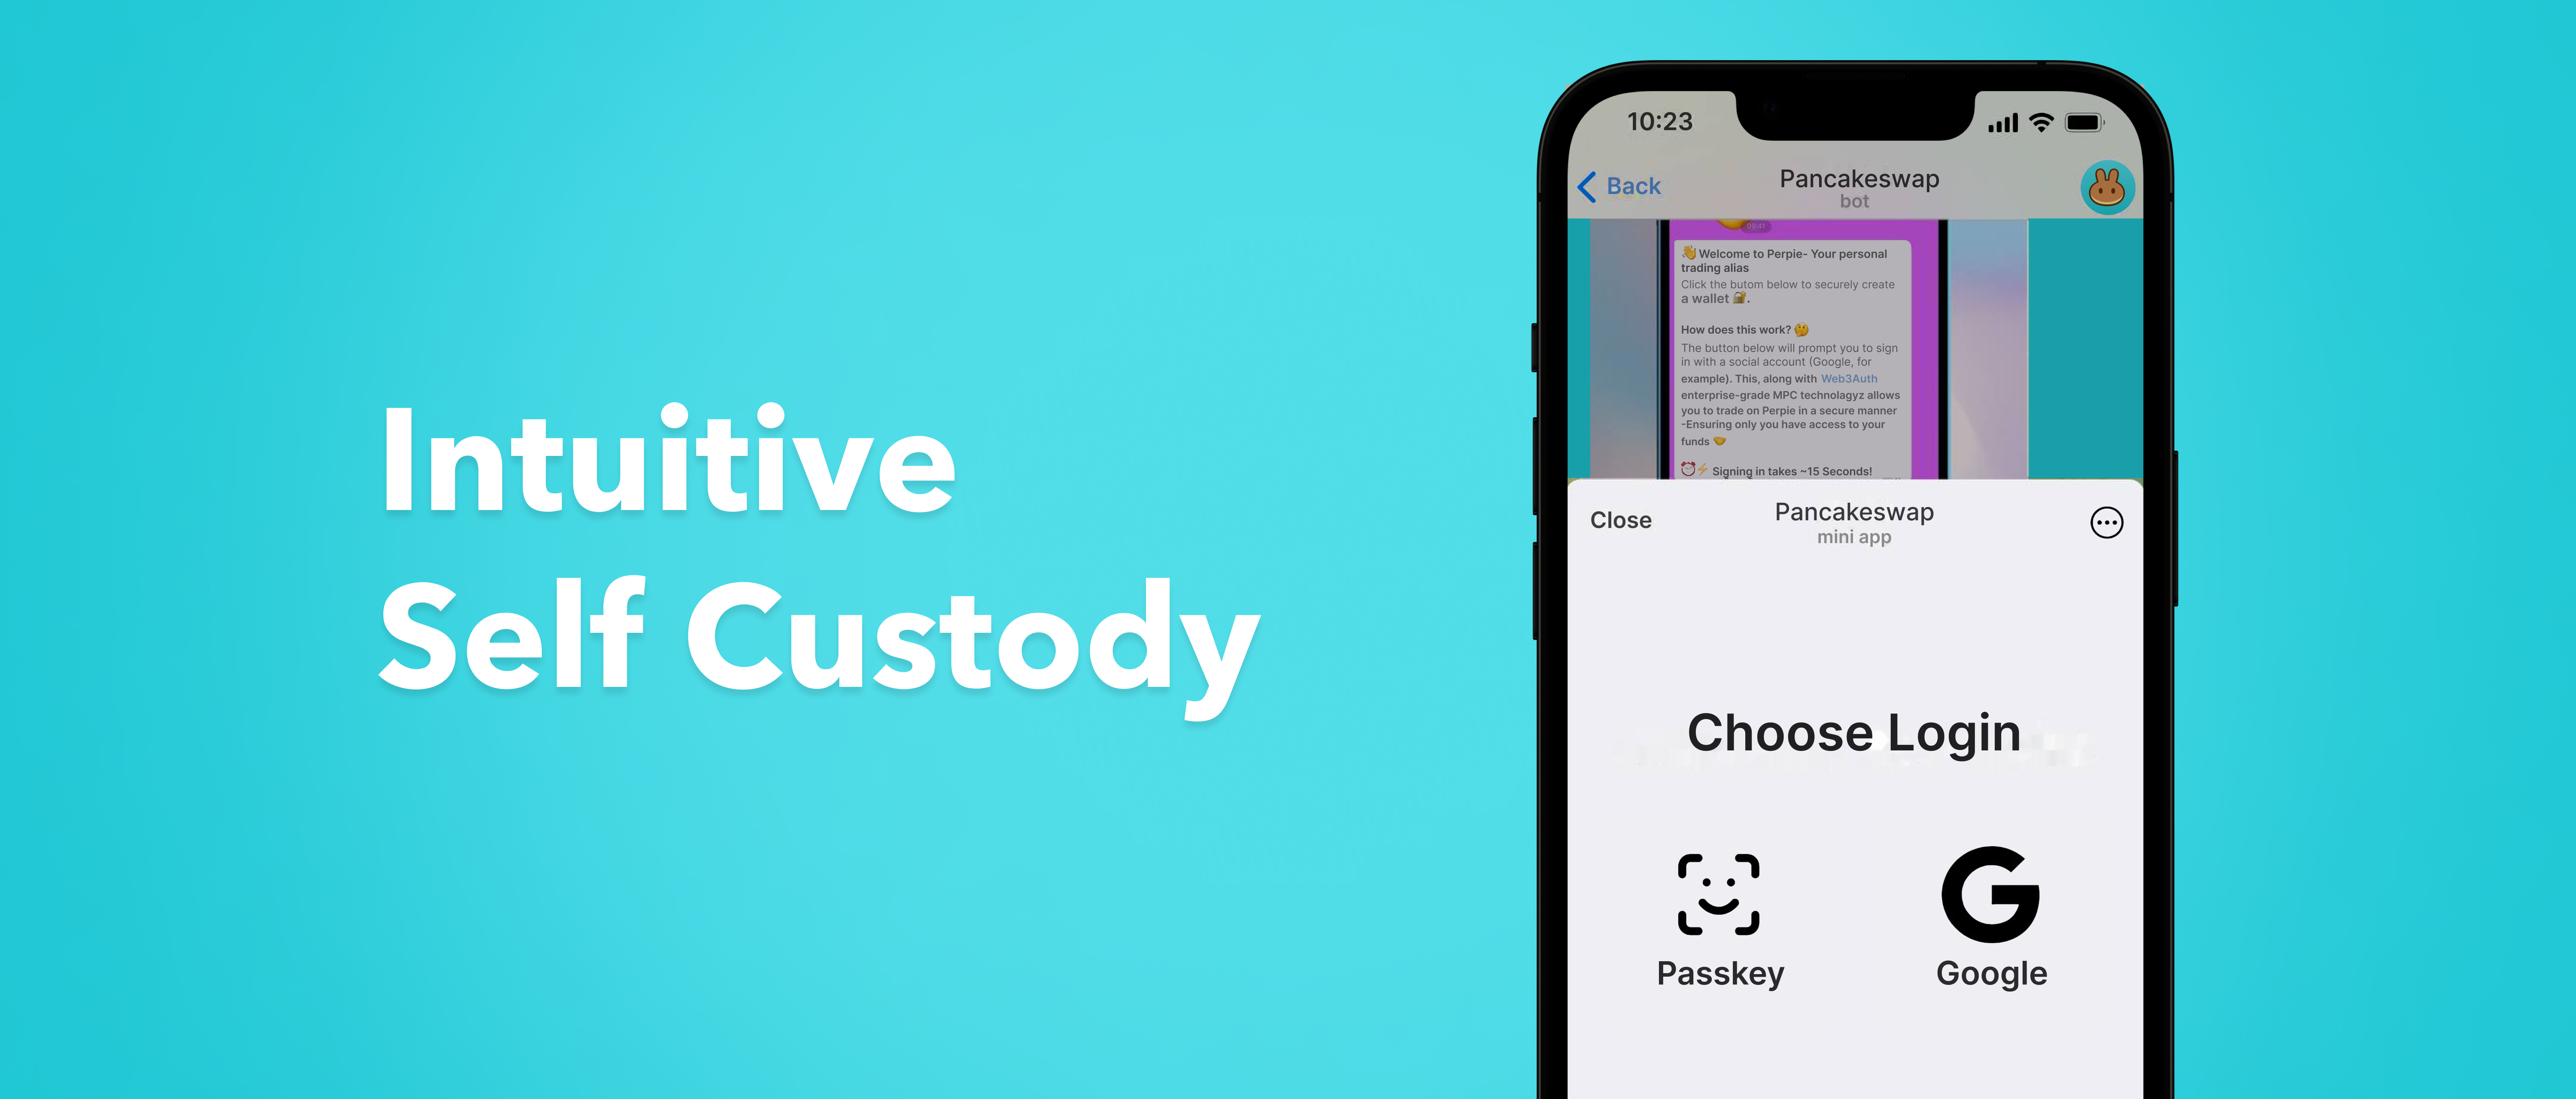 Intuitive
Self Custody
10:23
Back
Pancakeswap
bot
09:41
👋 Welcome to Perpie- Your personal
trading alias
Click the butom below to securely create
a wallet 🔐.
How does this work? 🤔
The button below will prompt you to sign
in with a social account (Google, for
example). This, along with Web3Auth
enterprise-grade MPC technolagyz allows
you to trade on Perpie in a secure manner
-Ensuring only you have access to your
funds 🤝
⏰⚡ Signing in takes ~15 Seconds!
Close
Pancakeswap
mini app
Choose Login
Passkey
Google